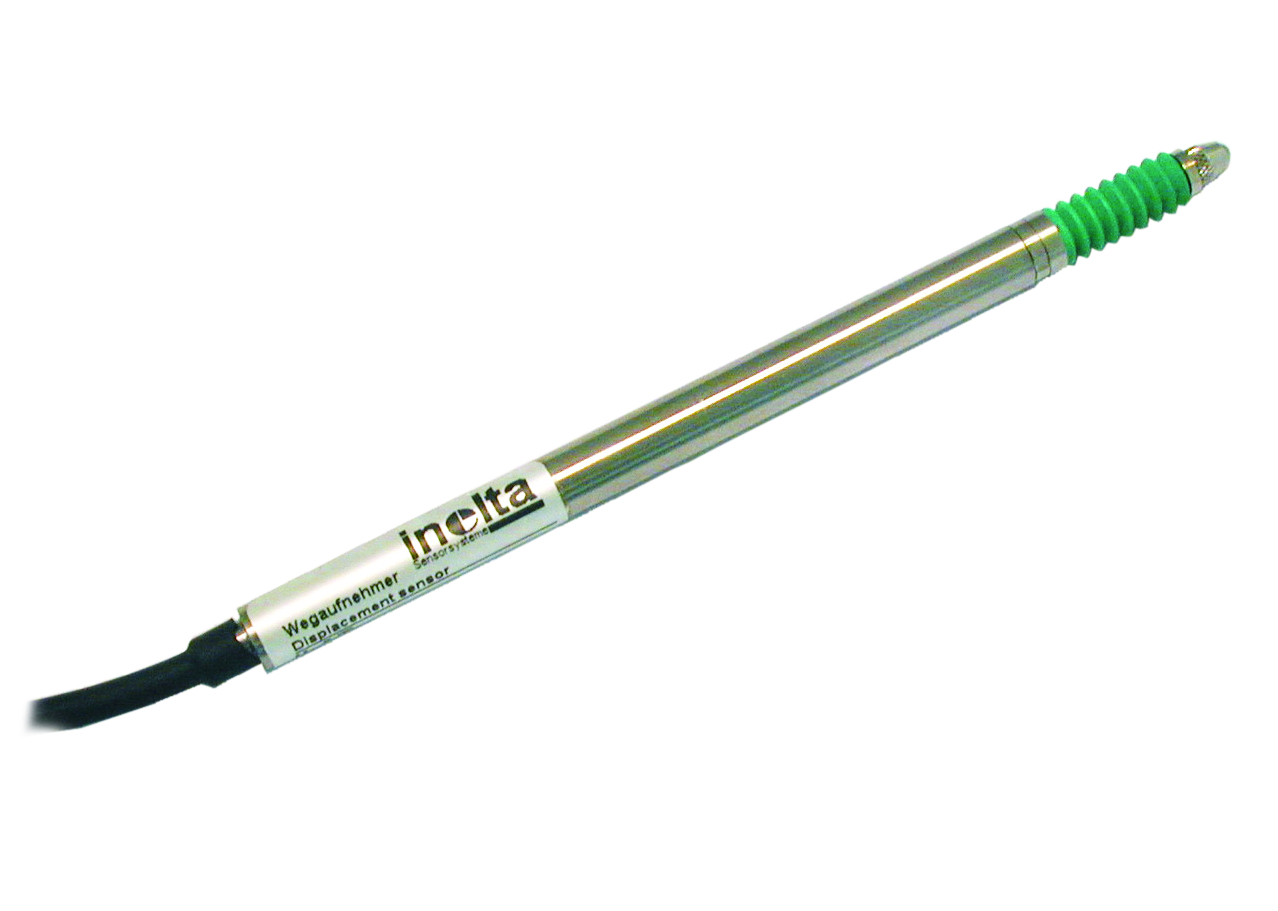 inelta
Sensorsysteme
Wegaufnehmer
Displacement sensor